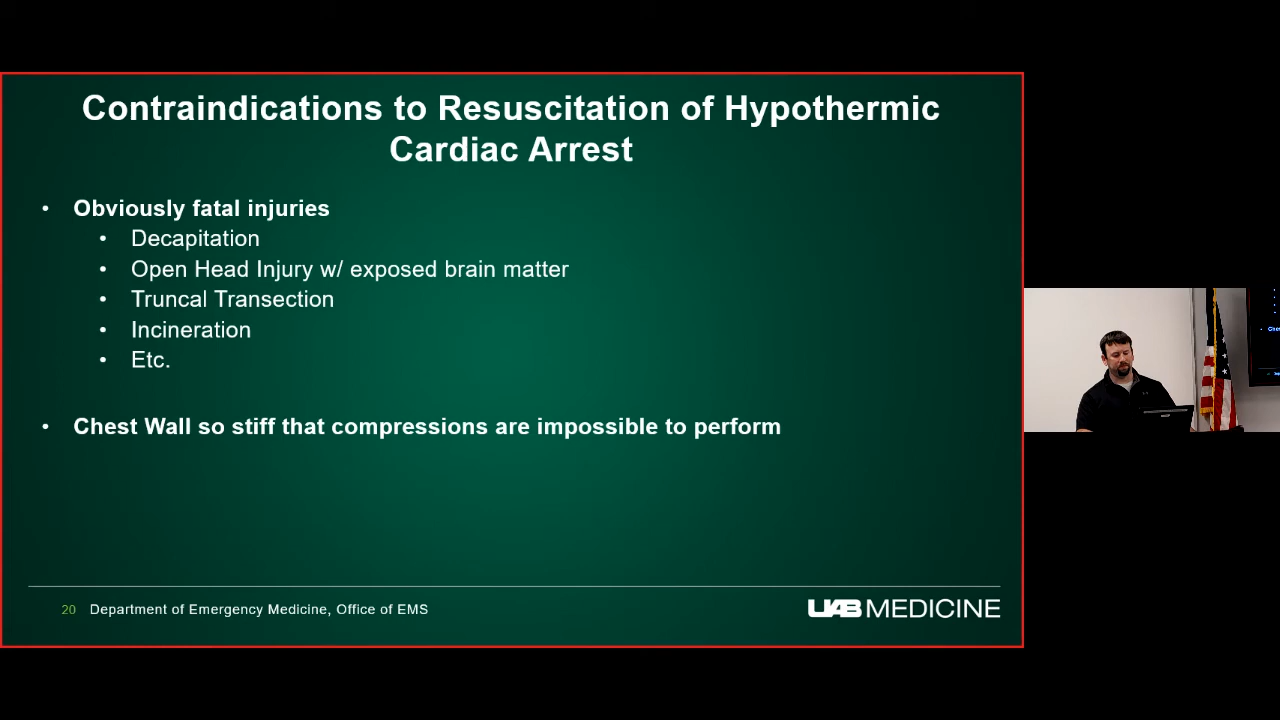 Contraindications to Resuscitation of Hypothermic
Cardiac Arrest
• Obviously fatal injuries
• Decapitation
• Open Head Injury w/ exposed brain matter
• Truncal Transection
• Incineration
• Etc.
• Chest Wall so stiff that compressions are impossible to perform
20 Department of Emergency Medicine, Office of EMS
UAB MEDICINE